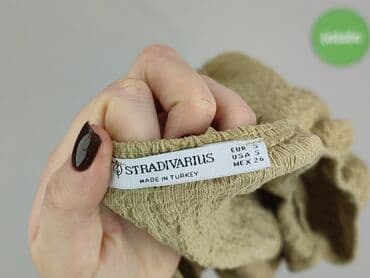 STRADIVARIUS
MADE IN TURKEY
EUR S
USA S
MEX 26